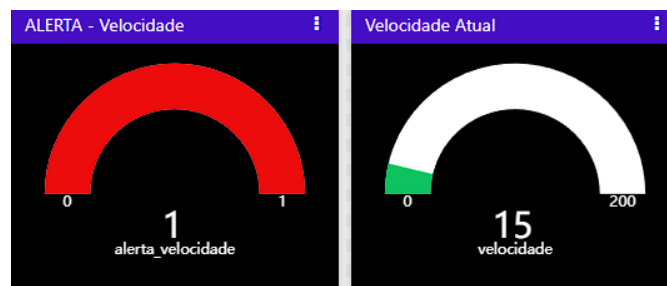 ALERTA - Velocidade
0
1
1
alerta_velocidade
Velocidade Atual
0
200
15
velocidade